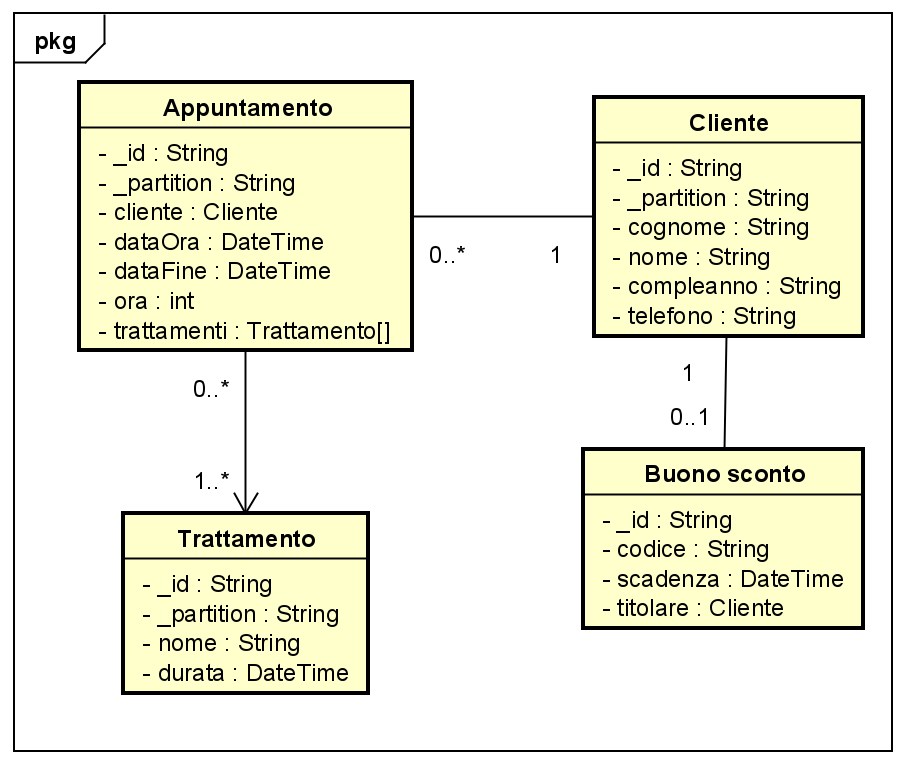 pkg
Appuntamento
- _id : String
- _partition : String
- cliente : Cliente
- dataOra : DateTime
- dataFine : DateTime
- ora : int
- trattamenti : Trattamento[]
Cliente
- _id : String
- _partition : String
- cognome : String
- nome : String
- compleanno : String
- telefono : String
0..*
1
0..*
1..*
1
0..1
Trattamento
- _id : String
- _partition : String
- nome : String
- durata : DateTime
Buono sconto
- _id : String
- codice : String
- scadenza : DateTime
- titolare : Cliente